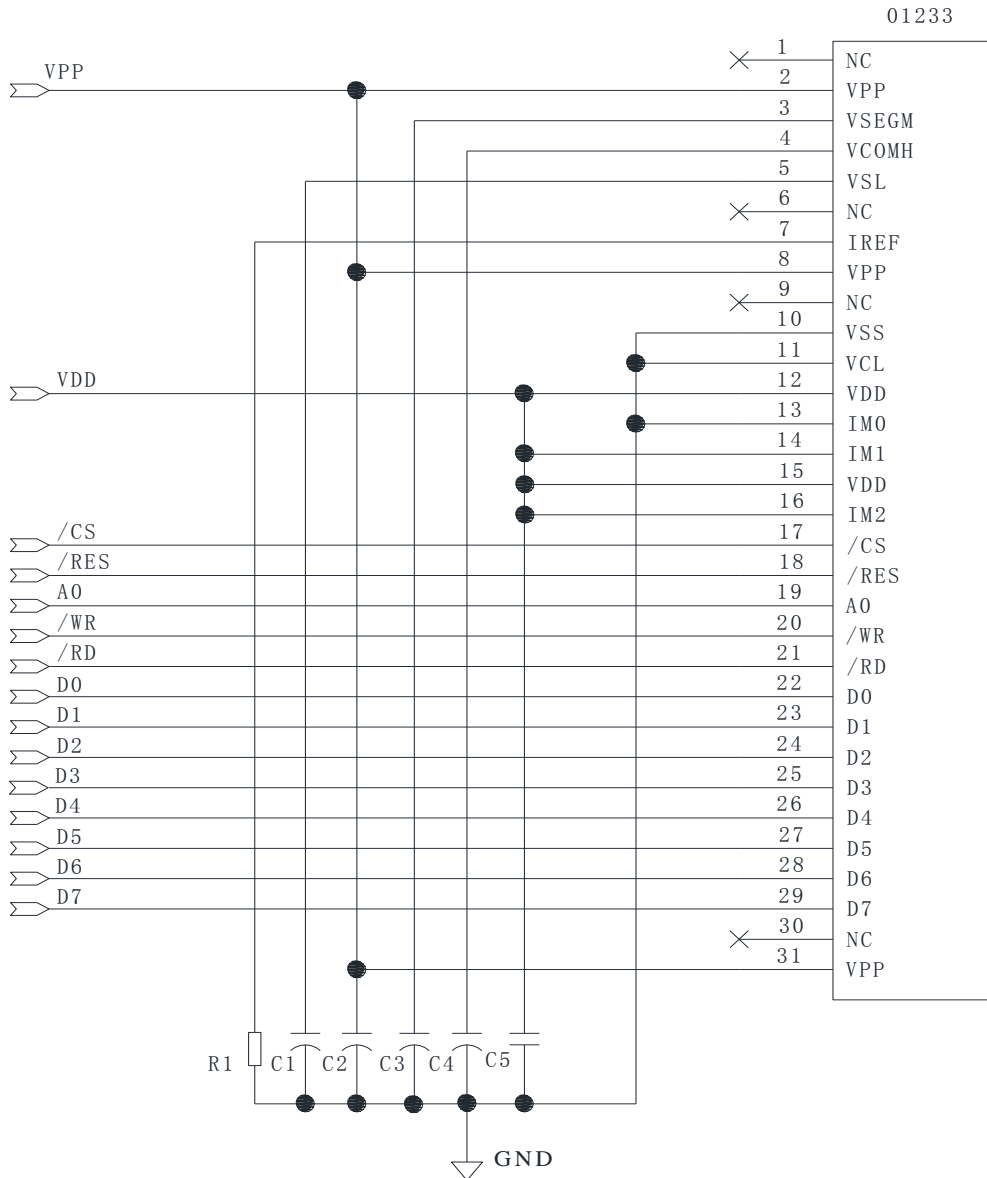 01233
1 NC
VPP 2 VPP
3 VSEGM
4 VCOMH
5 VSL
6 NC
7 IREF
8 VPP
9 NC
10 VSS
11 VCL
VDD 12 VDD
13 IM0
14 IM1
15 VDD
16 IM2
/CS 17 /CS
/RES 18 /RES
A0 19 A0
/WR 20 /WR
/RD 21 /RD
D0 22 D0
D1 23 D1
D2 24 D2
D3 25 D3
D4 26 D4
D5 27 D5
D6 28 D6
D7 29 D7
30 NC
31 VPP
R1 C1 C2 C3 C4 C5
GND